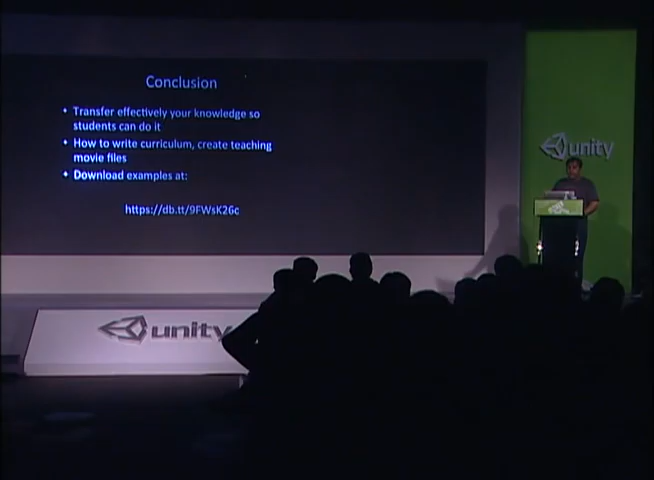 Conclusion
• Transfer effectively your knowledge so
students can do it
• How to write curriculum, create teaching
movie files
• Download examples at:
https://db.tt/9FWsK26c
unity
unity